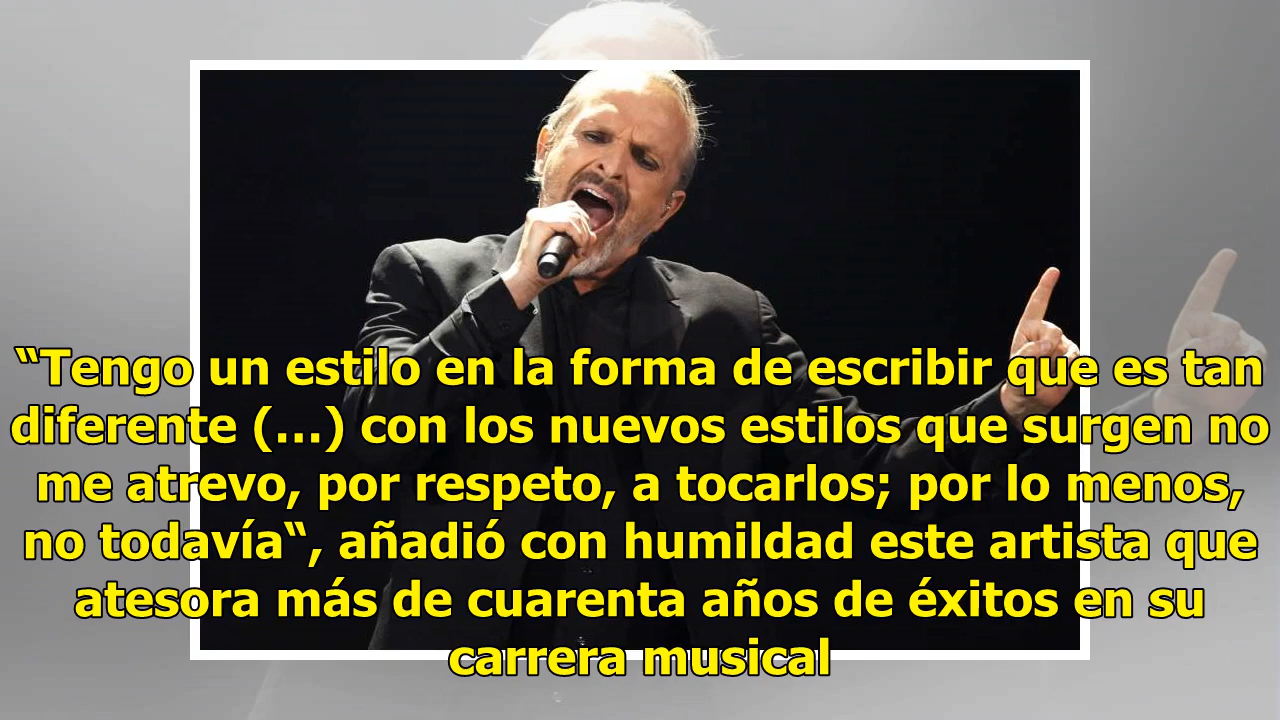 “Tengo un estilo en la forma de escribir que es tan
diferente (...) con los nuevos estilos que surgen no
me atrevo, por respeto, a tocarlos; por lo menos,
no todavía“, añadió con humildad este artista que
atesora más de cuarenta años de éxitos en su
carrera musical